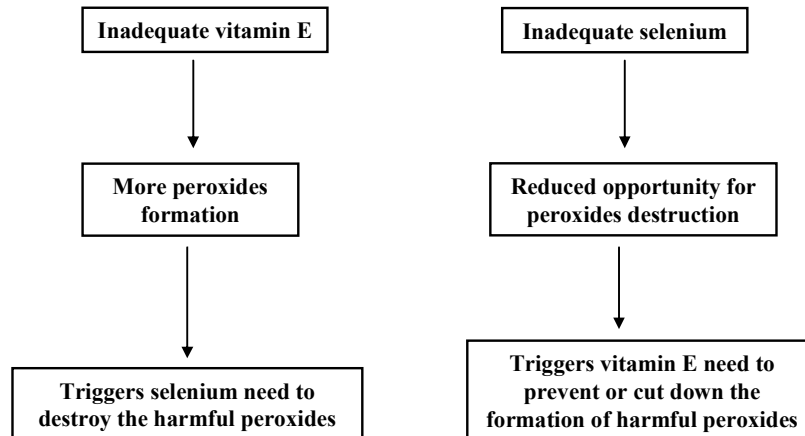 Inadequate vitamin E
More peroxides
formation
Triggers selenium need to
destroy the harmful peroxides
Inadequate selenium
Reduced opportunity for
peroxides destruction
Triggers vitamin E need to
prevent or cut down the
formation of harmful peroxides